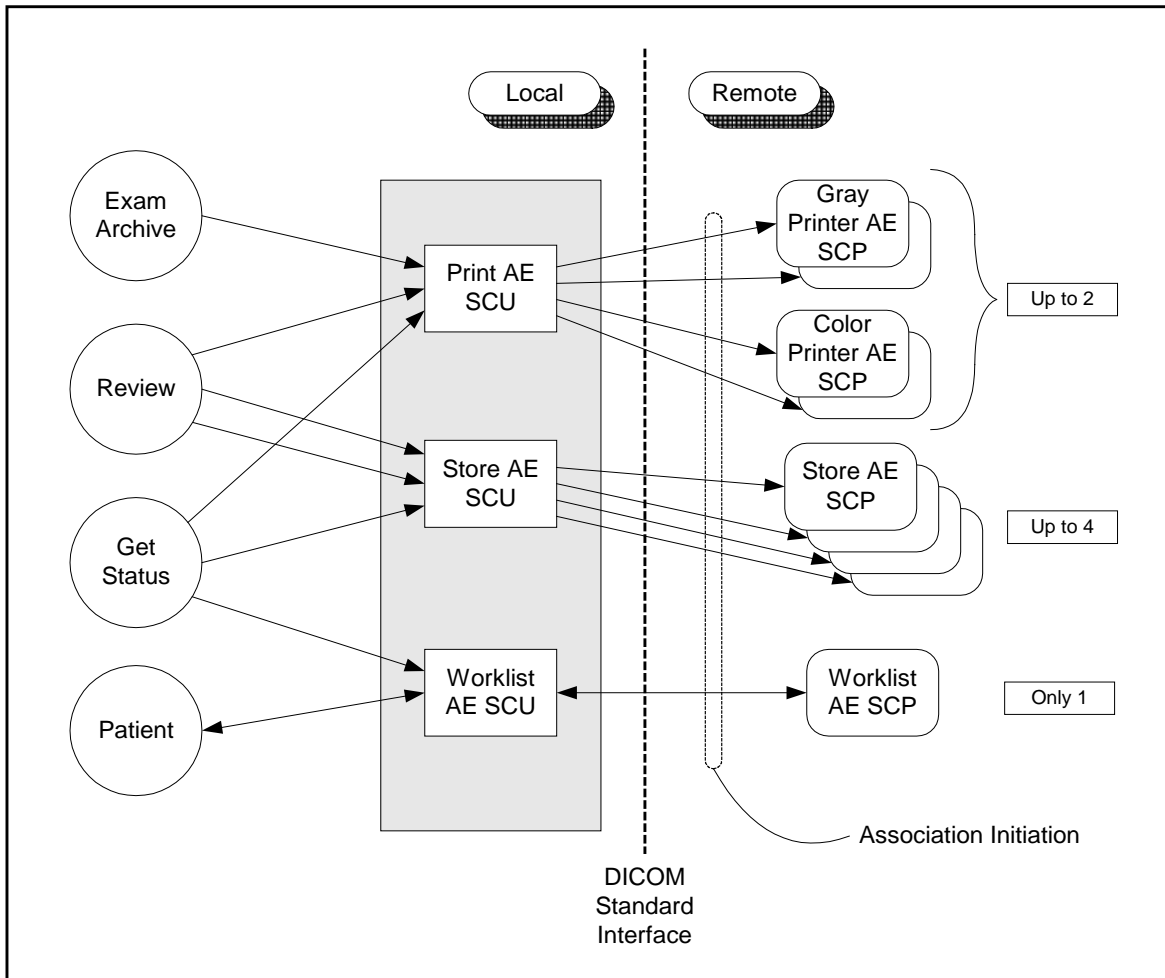 Local
Remote
Exam
Archive
Review
Get
Status
Patient
Print AE
SCU
Store AE
SCU
Worklist
AE SCU
Gray
Printer AE
SCP
Color
Printer AE
SCP
Store AE
SCP
Worklist
AE SCP
Up to 2
Up to 4
Only 1
Association Initiation
DICOM
Standard
Interface